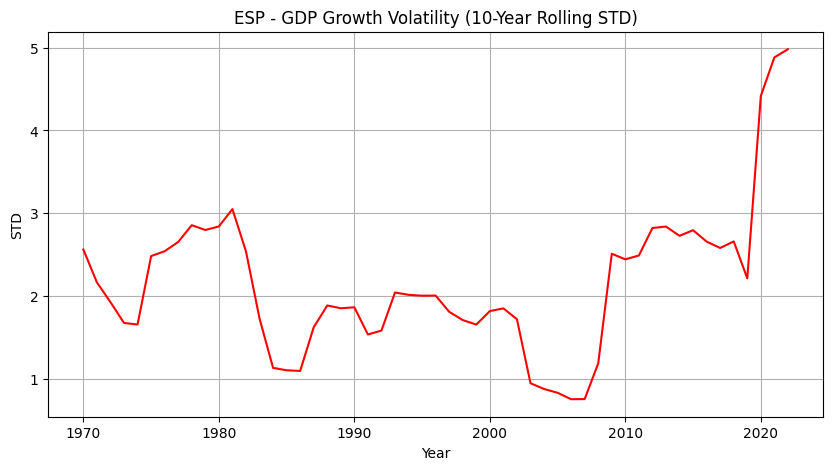 ESP - GDP Growth Volatility (10-Year Rolling STD)
5
4
3
2
1
STD
1970 1980 1990 2000 2010 2020
Year